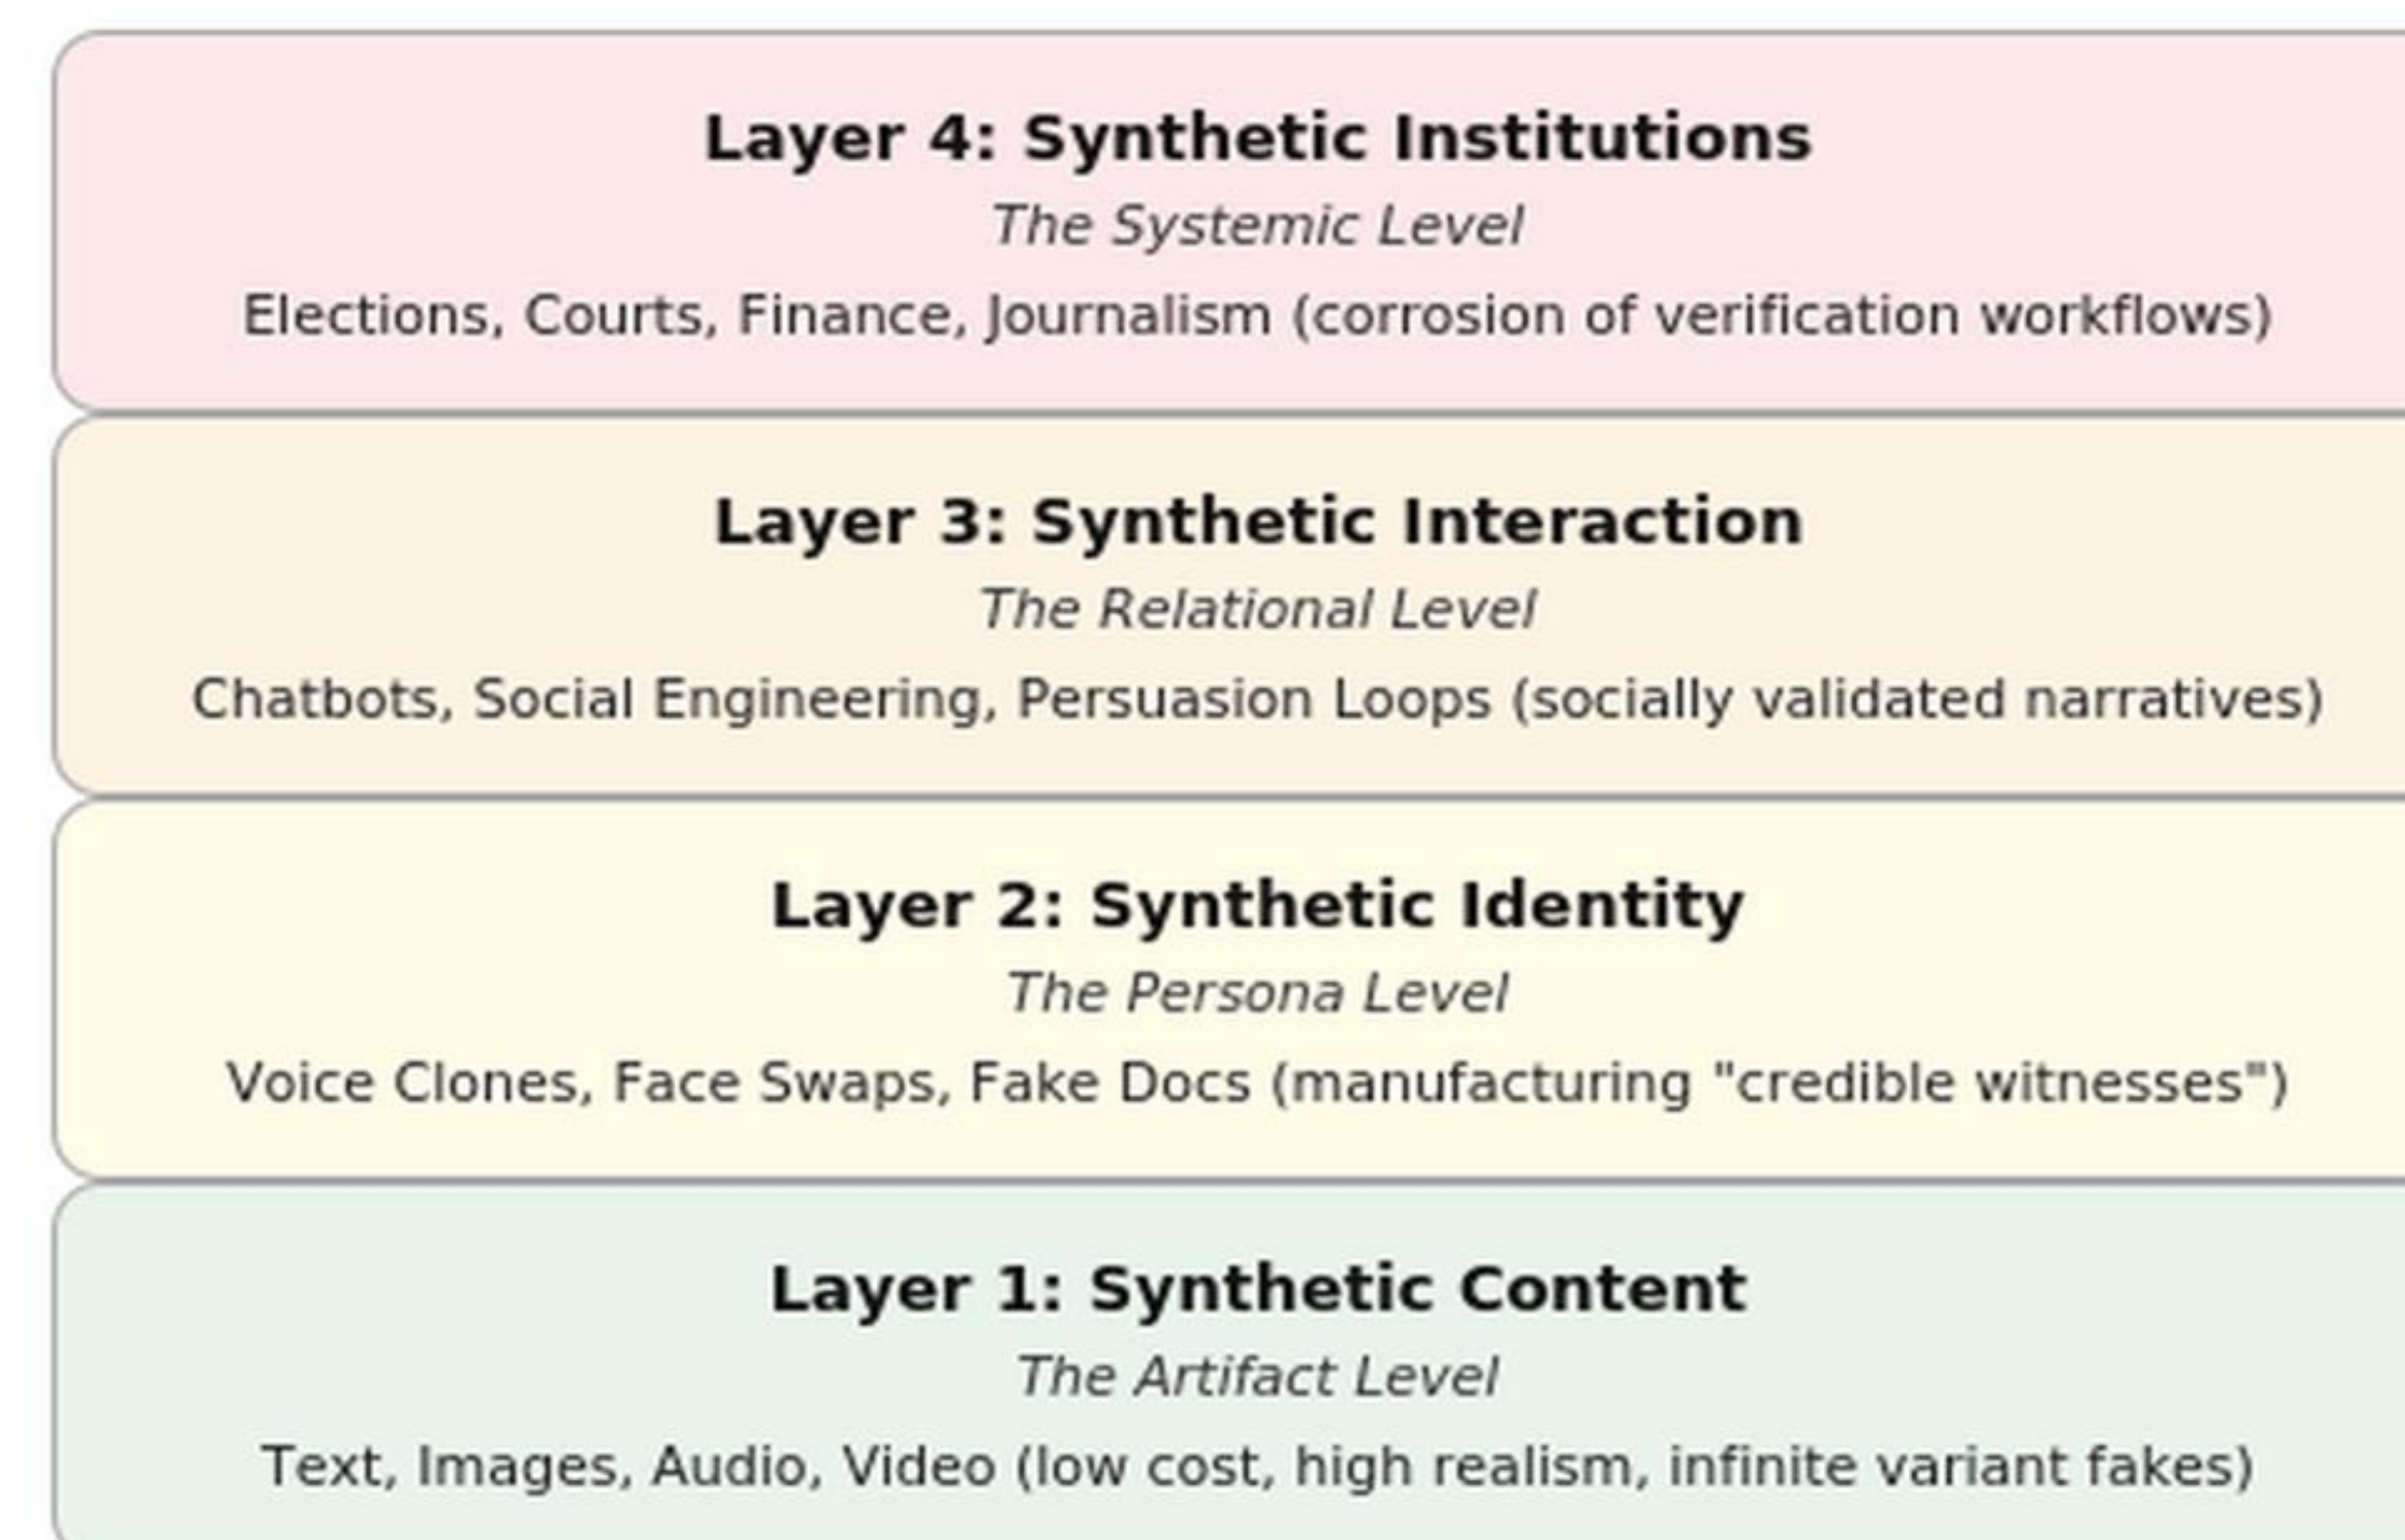 Layer 4: Synthetic Institutions
The Systemic Level
Elections, Courts, Finance, Journalism (corrosion of verification workflows)
Layer 3: Synthetic Interaction
The Relational Level
Chatbots, Social Engineering, Persuasion Loops (socially validated narratives)
Layer 2: Synthetic Identity
The Persona Level
Voice Clones, Face Swaps, Fake Docs (manufacturing "credible witnesses")
Layer 1: Synthetic Content
The Artifact Level
Text, Images, Audio, Video (low cost, high realism, infinite variant fakes)